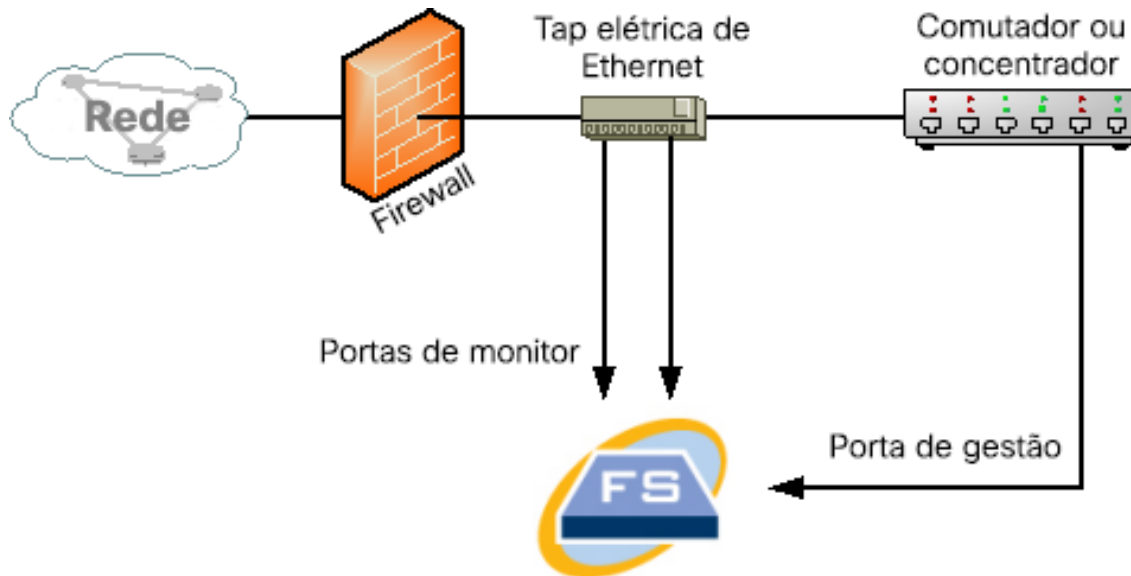 Tap elétrica de
Ethernet
Comutador ou
concentrador
Rede
Firewall
Portas de monitor
Porta de gestão
FS